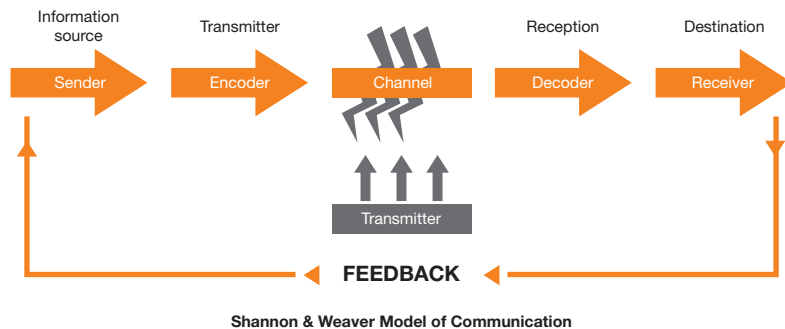 Information
source
Transmitter
Reception
Destination
Sender
Encoder
Channel
Decoder
Receiver
Transmitter
FEEDBACK
Shannon & Weaver Model of Communication